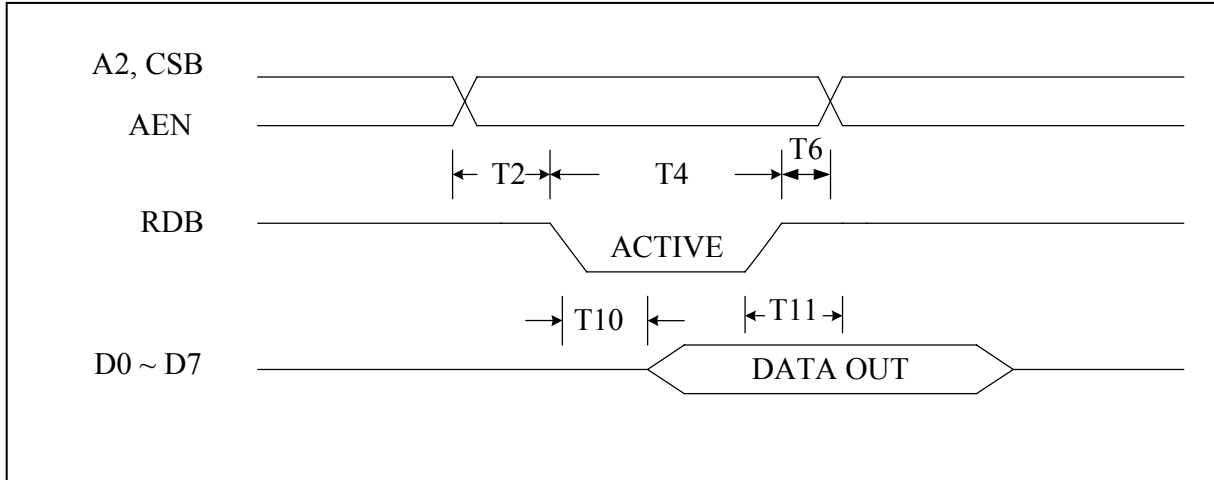 A2, CSB
AEN
T2
T4
T6
RDB
ACTIVE
T10
T11
D0 ~ D7
DATA OUT